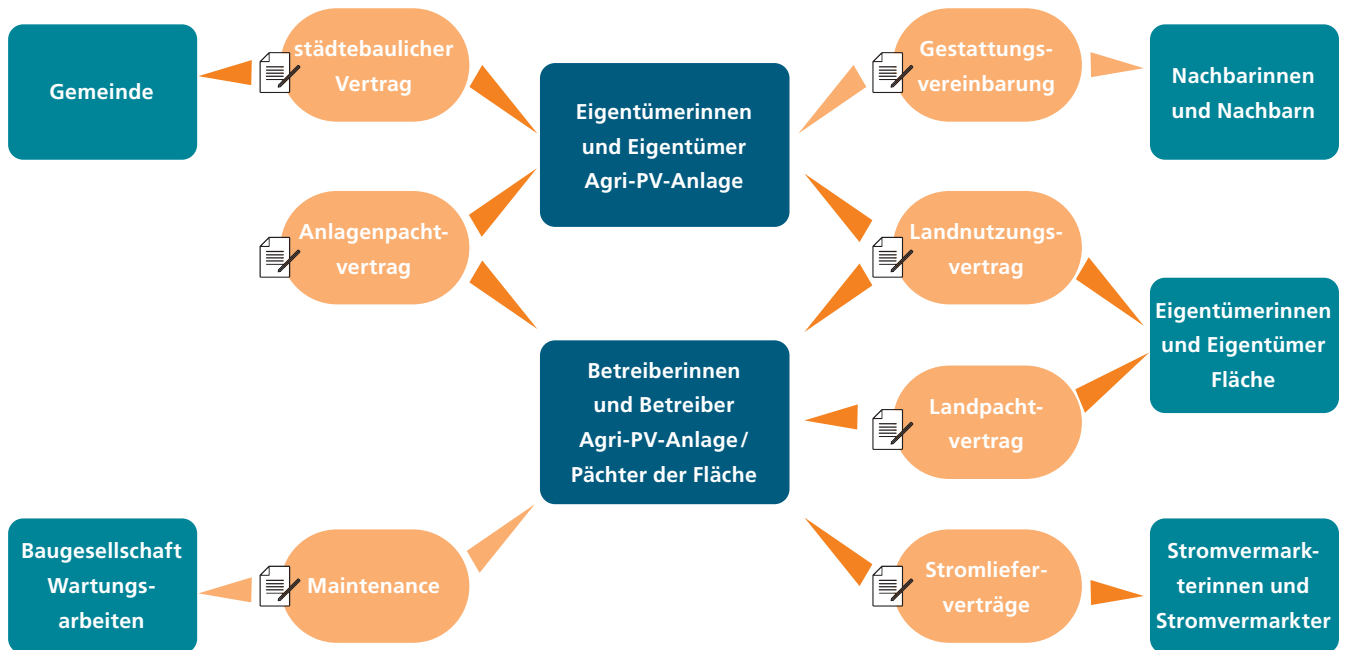 Gemeinde
städtebaulicher
Vertrag
Eigentümerinnen
und Eigentümer
Agri-PV-Anlage
Gestattungs-
vereinbarung
Nachbarinnen
und Nachbarn
Anlagenpacht-
vertrag
Landnutzungs-
vertrag
Eigentümerinnen
und Eigentümer
Fläche
Betreiberinnen
und Betreiber
Agri-PV-Anlage/
Pächter der Fläche
Landpacht-
vertrag
Baugesellschaft
Wartungs-
arbeiten
Maintenance
Stromliefer-
verträge
Stromvermark-
terinnen und
Stromvermarkter